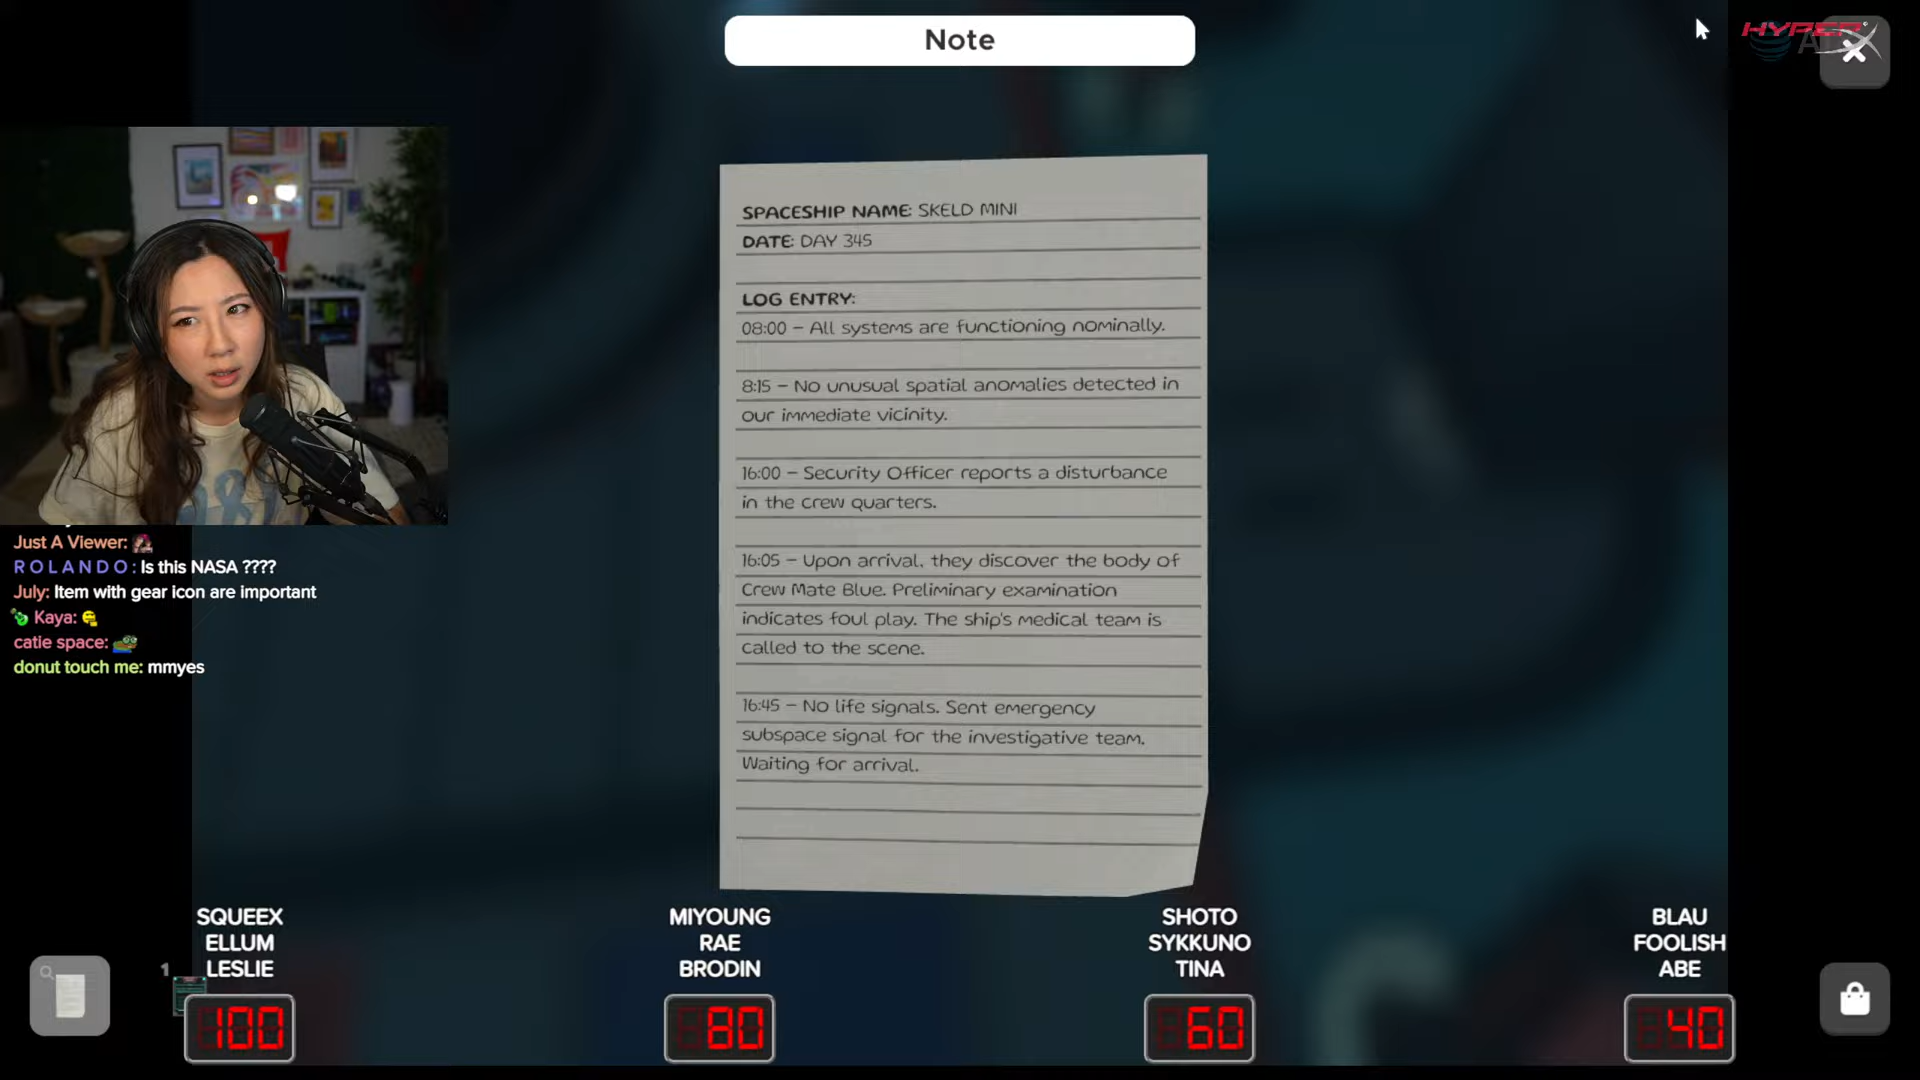 Note
HYPERX
SPACESHIP NAME: SKELD MINI
DATE: DAY 345
LOG ENTRY:
08:00 – All systems are functioning nominally.
8:15 – No unusual spatial anomalies detected in
our immediate vicinity.
16:00 – Security Officer reports a disturbance
in the crew quarters.
16:05 – Upon arrival, they discover the body of
Crew Mate Blue. Preliminary examination
indicates foul play. The ship's medical team is
called to the scene.
16:45 – No life signals. Sent emergency
subspace signal for the investigative team.
Waiting for arrival.
Just A Viewer:
ROLANDO: Is this NASA ????
July: Item with gear icon are important
Kaya:
catie space:
donut touch me: mmyes
SQUEEX
ELLUM
LESLIE
100
MIYOUNG
RAE
BRODIN
80
SHOTO
SYKKUNO
TINA
60
BLAU
FOOLISH
ABE
40
1